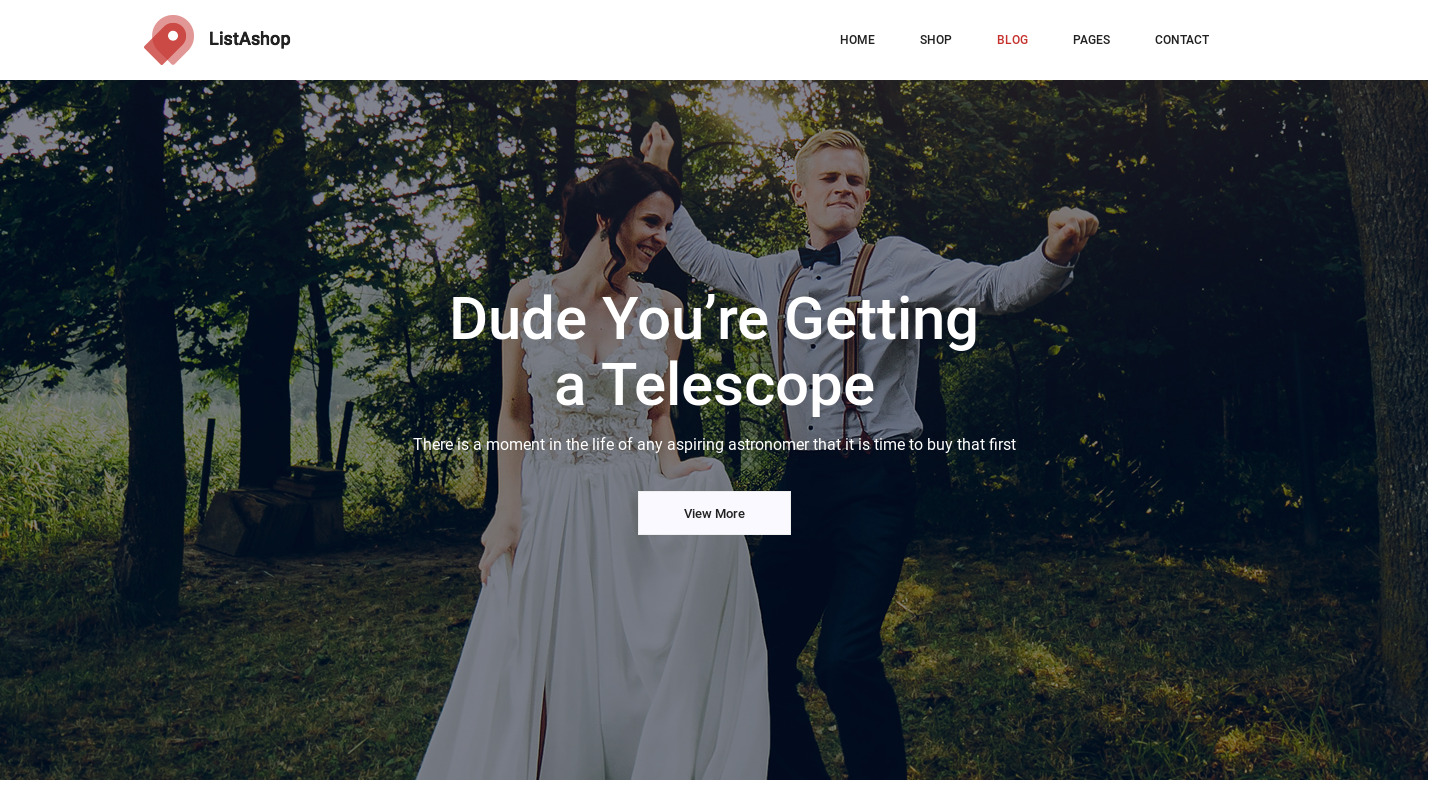 ListAshop
HOME SHOP BLOG PAGES CONTACT
Dude You’re Getting
a Telescope
There is a moment in the life of any aspiring astronomer that it is time to buy that first
View More